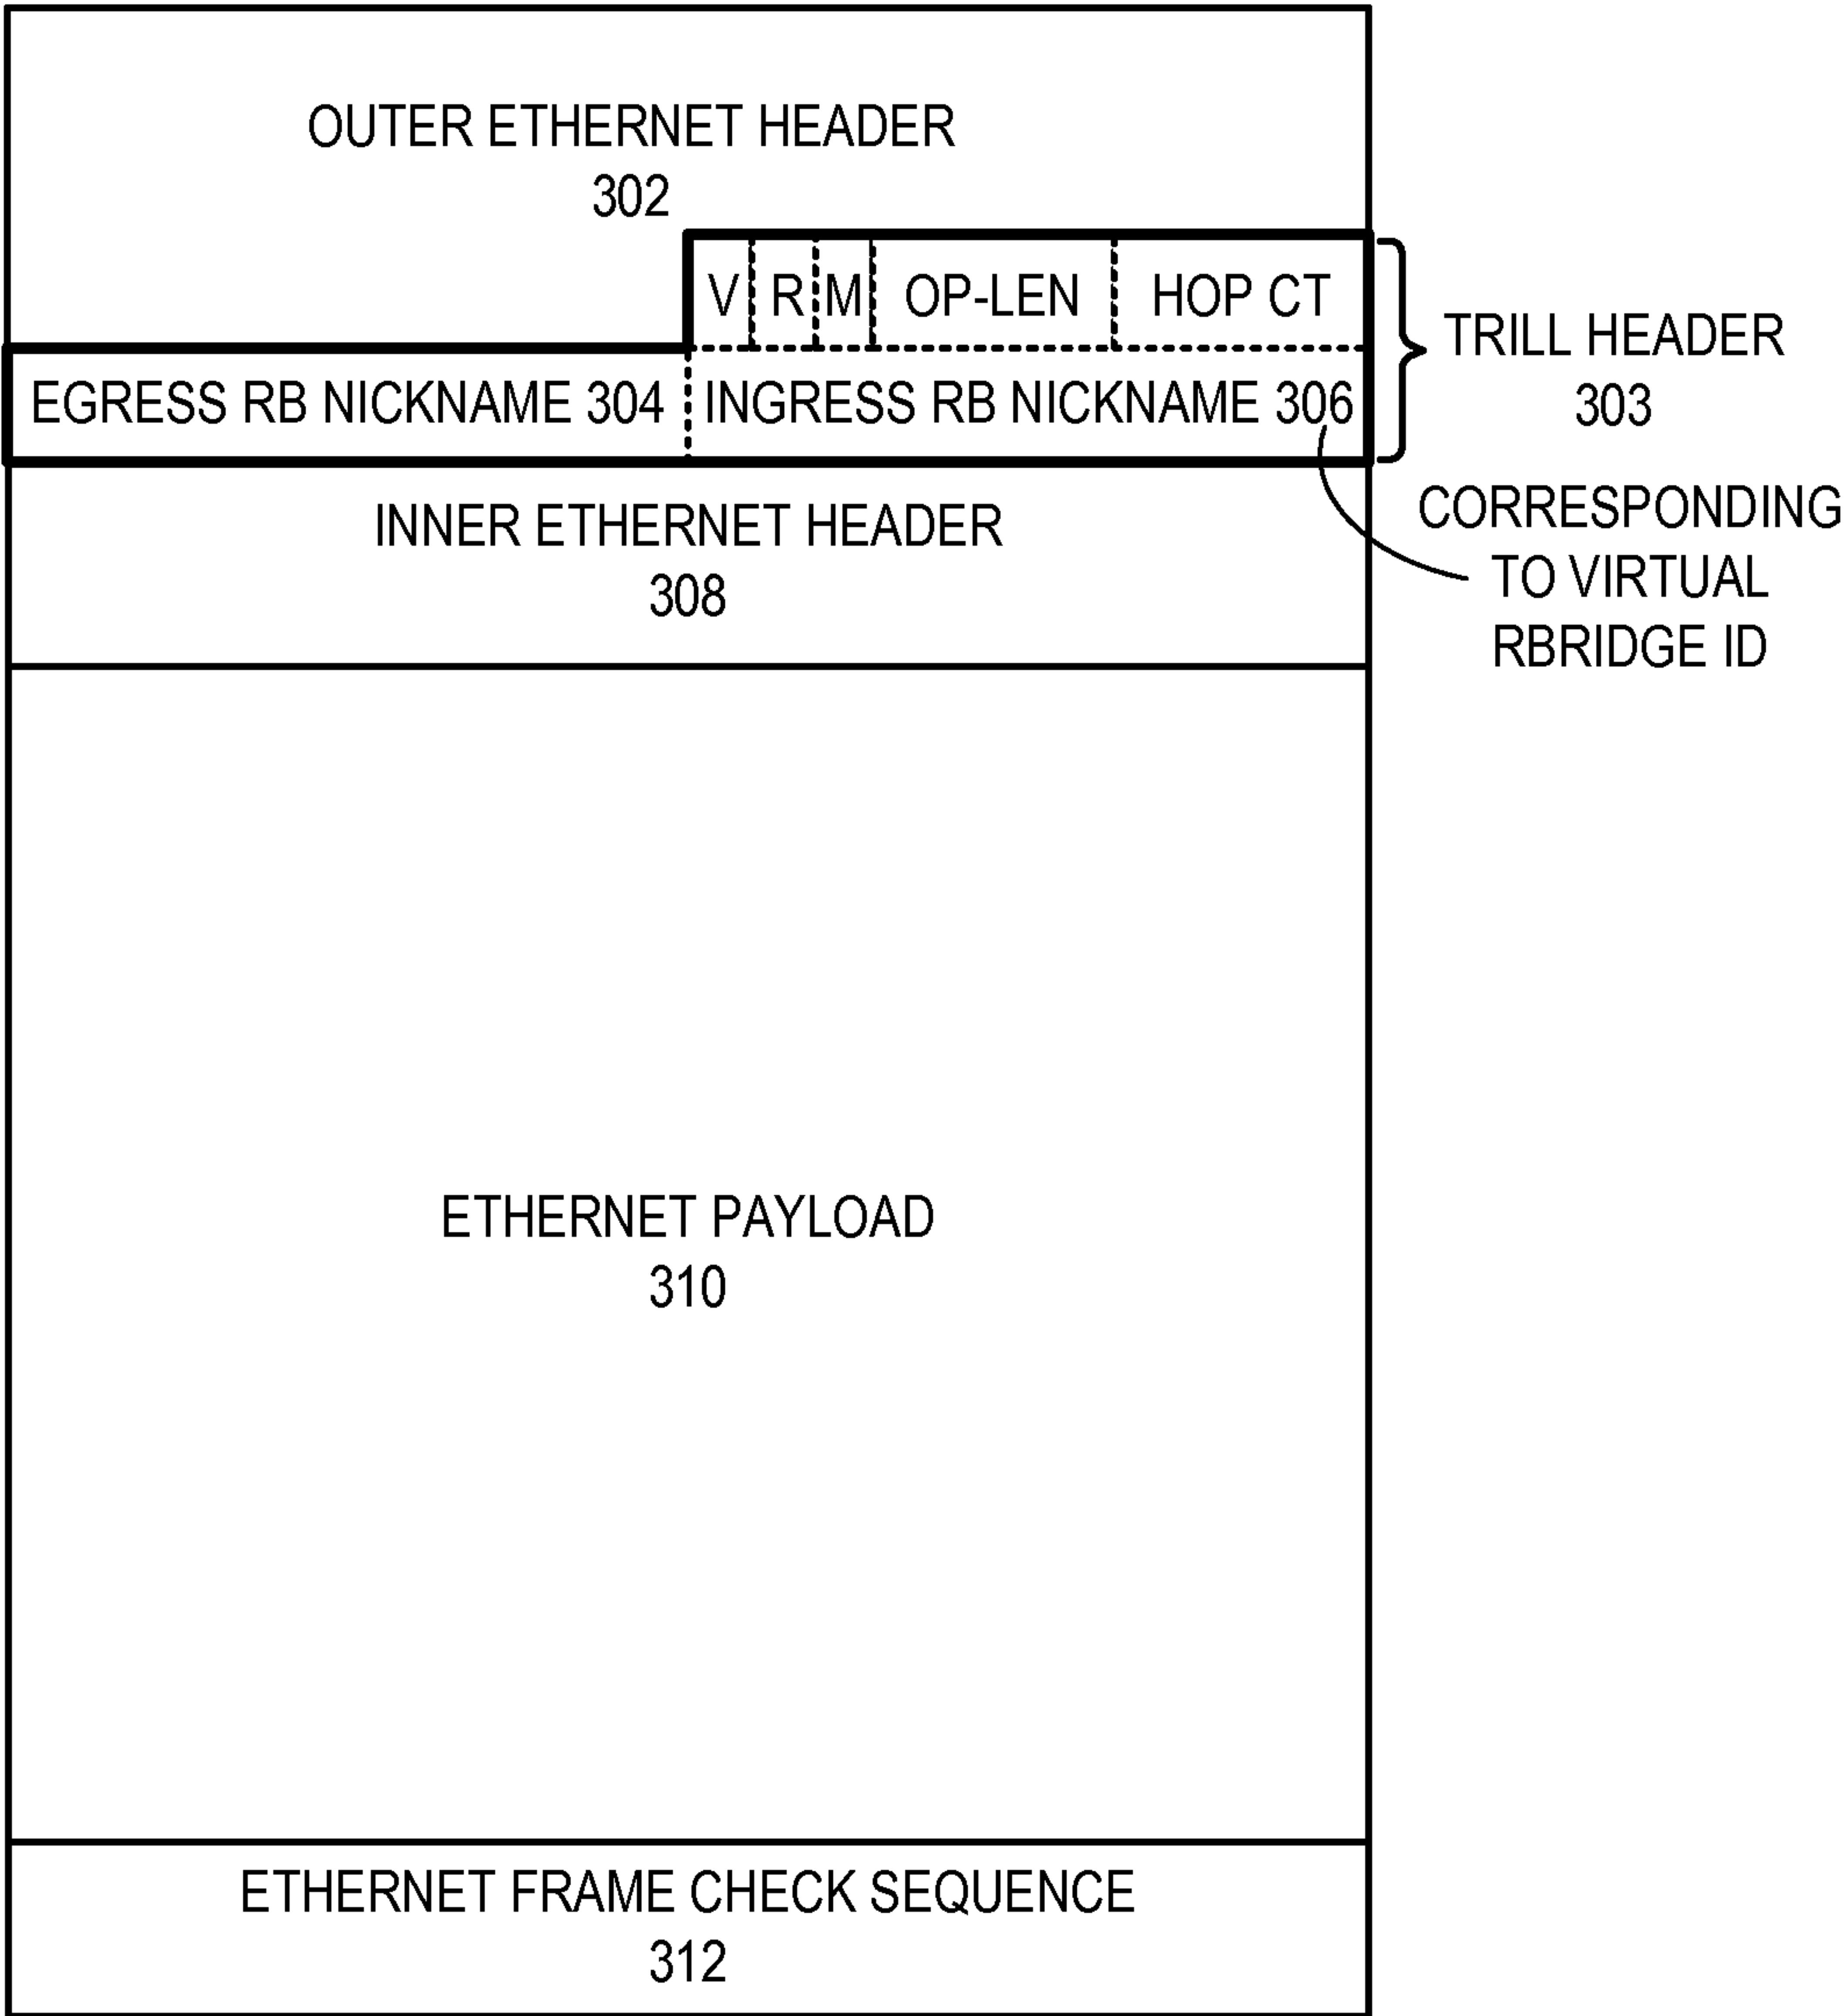 OUTER ETHERNET HEADER
302
V R M OP-LEN HOP CT
TRILL HEADER
303
EGRESS RB NICKNAME 304 INGRESS RB NICKNAME 306
CORRESPONDING
TO VIRTUAL
RBRIDGE ID
INNER ETHERNET HEADER
308
ETHERNET PAYLOAD
310
ETHERNET FRAME CHECK SEQUENCE
312